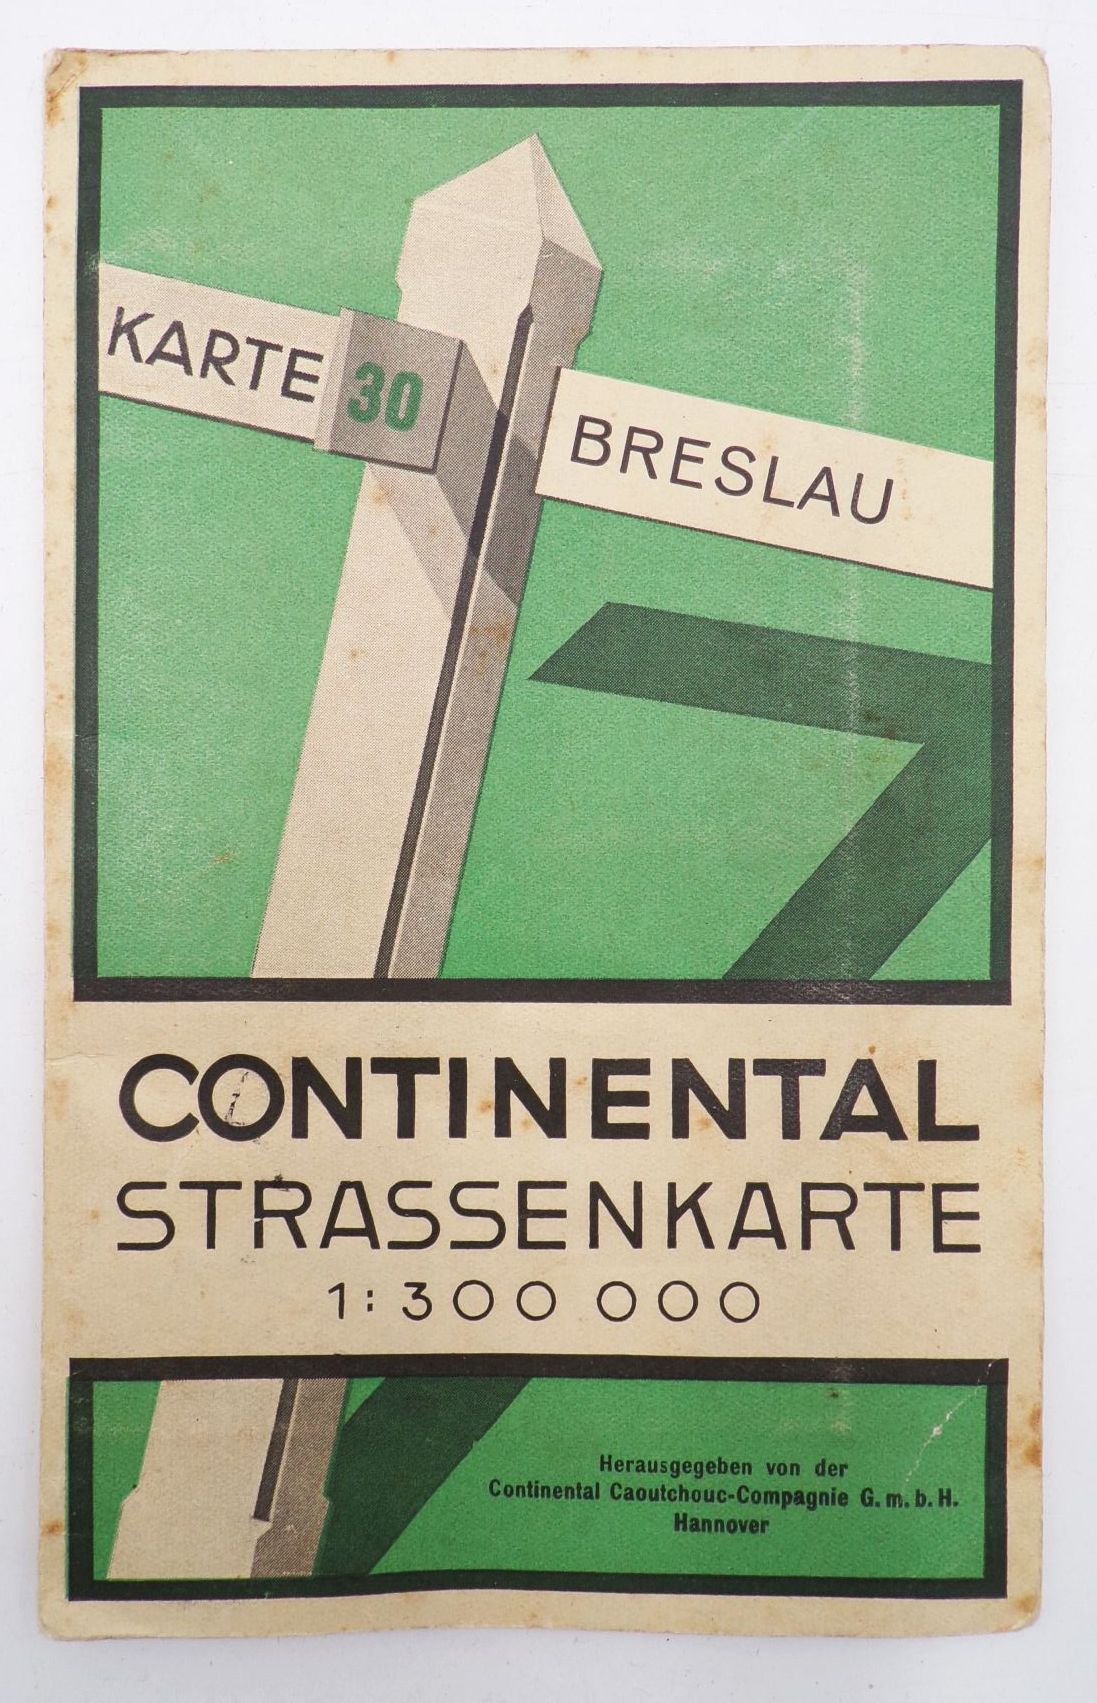 KARTE 30
BRESLAU
CONTINENTAL
STRASSENKARTE
1:300 000
Herausgegeben von der
Continental Caoutchouc-Compagnie G.m.b.H.
Hannover